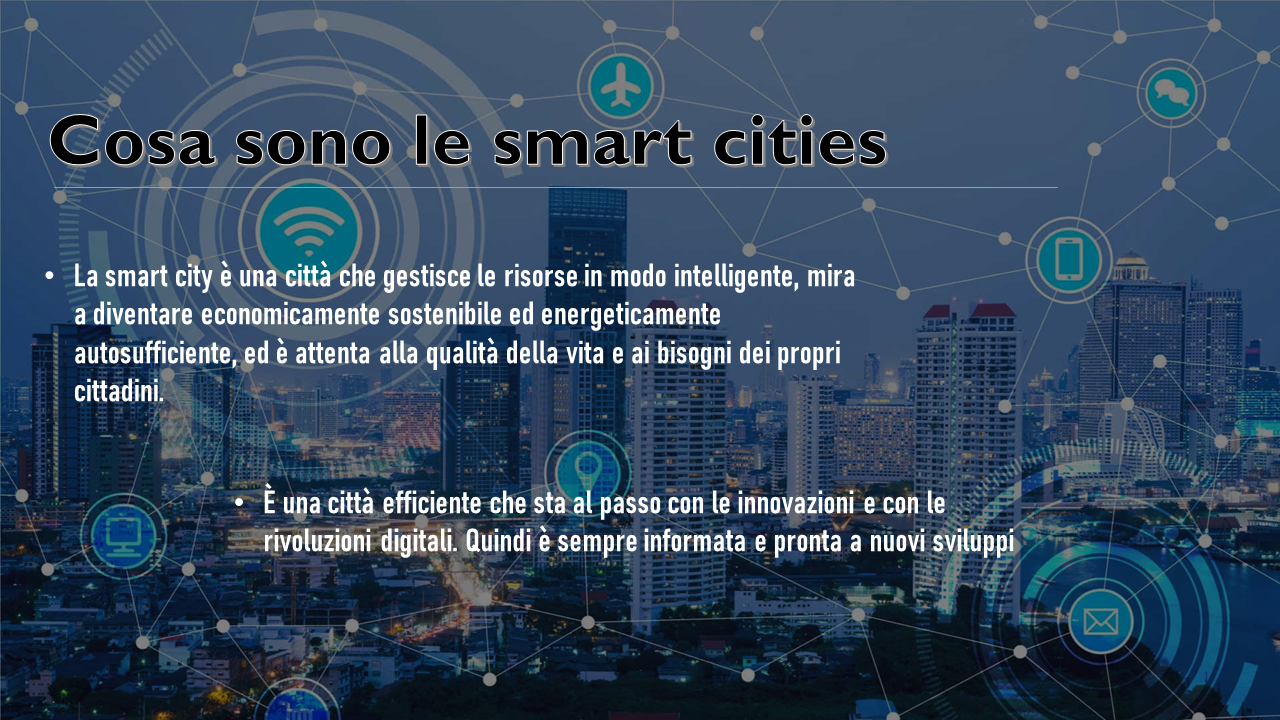 Cosa sono le smart cities
• La smart city è una città che gestisce le risorse in modo intelligente, mira
a diventare economicamente sostenibile ed energeticamente
autosufficiente, ed è attenta alla qualità della vita e ai bisogni dei propri
cittadini.
• È una città efficiente che sta al passo con le innovazioni e con le
rivoluzioni digitali. Quindi è sempre informata e pronta a nuovi sviluppi